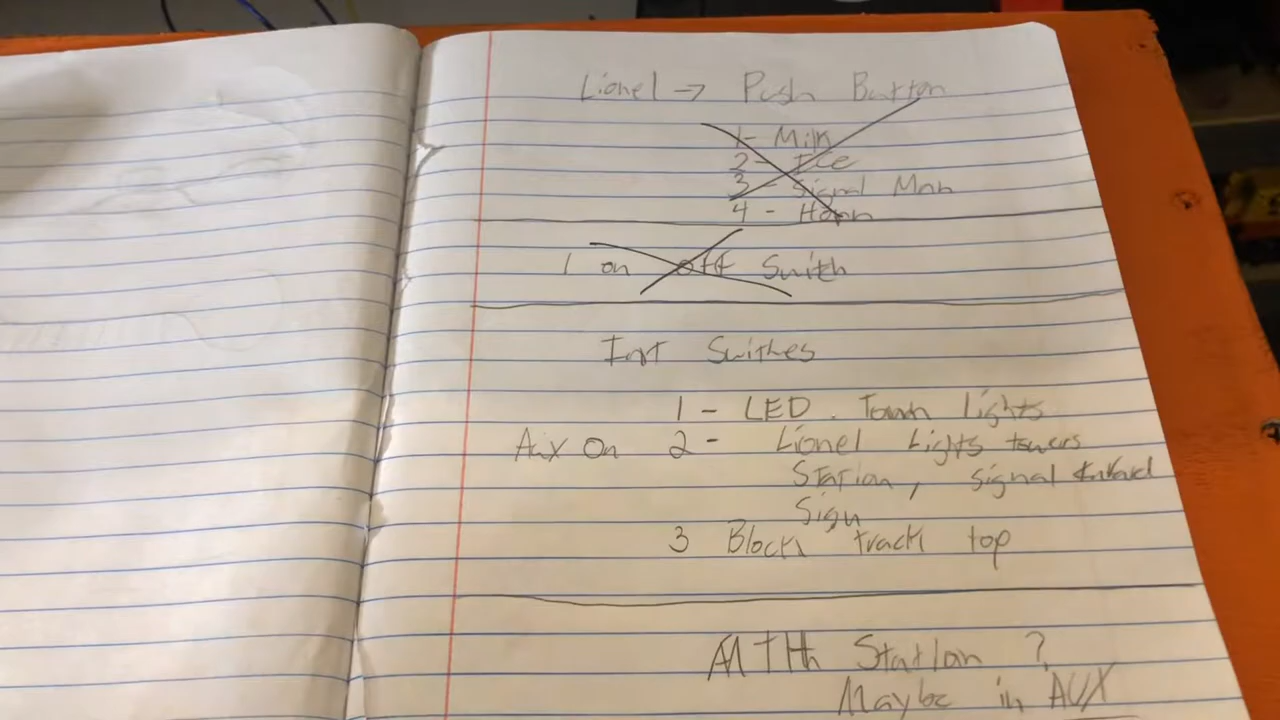 Lionel → Push Button
1- Milk
2- Ice
3- Signal Man
4 - Horn
1 on off Swith
Int Swithes
1 - LED. Town Lights
Aux On 2 - Lionel Lights towers
Station, Signal
Sign
3 Block track top
MTH Station ?
Maybe in AUX